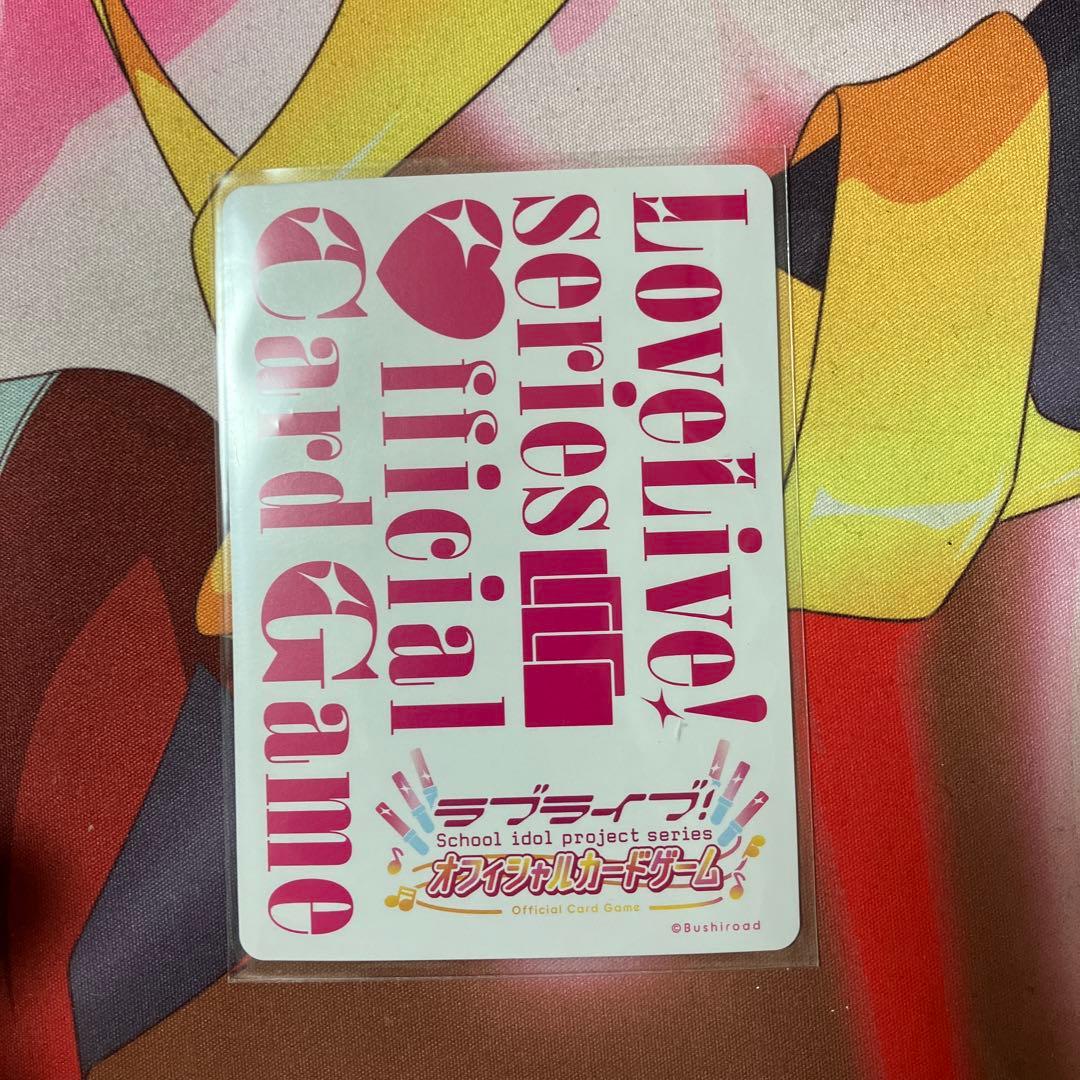 LoveLive!
series
♥fficial
Card Game
ラブライブ!
School idol project series
オフィシャルカードゲーム
Official Card Game
©Bushiroad